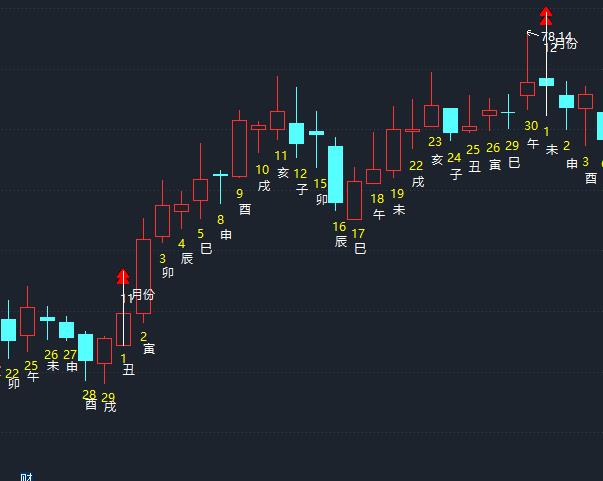 78.14
12月份
30
午
1
未
2
申
3
酉
23
亥
24
子
25
丑
26
寅
29
巳
22
戌
19
未
18
午
17
巳
16
辰
15
卯
12
子
11
亥
10
戌
9
酉
8
申
5
巳
4
辰
3
卯
11月份
2
寅
1
丑
22
卯
25
午
26
未
27
申
28
酉
29
戌
财